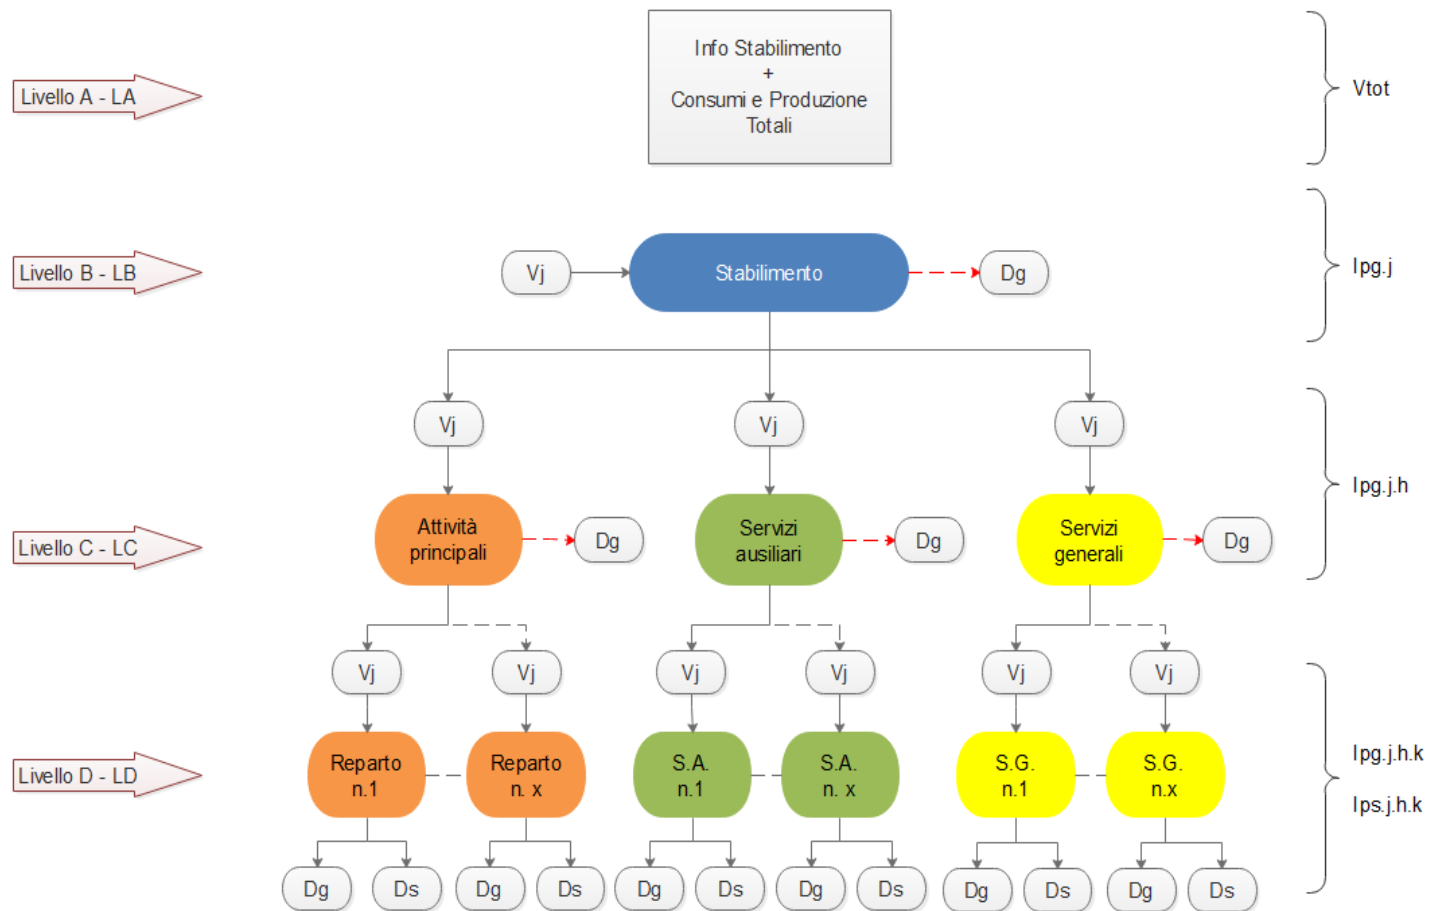 Info Stabilimento
+
Consumi e Produzione
Totali
Livello A - LA
Vtot
Livello B - LB
Vj
Stabilimento
Dg
Ipg.j
Vj
Vj
Vj
Ipg.j.h
Livello C - LC
Attività
principali
Dg
Servizi
ausiliari
Dg
Servizi
generali
Dg
Vj
Vj
Vj
Vj
Vj
Vj
Livello D - LD
Reparto
n.1
Reparto
n. x
S.A.
n.1
S.A.
n. x
S.G.
n.1
S.G.
n.x
Ipg.j.h.k
Ips.j.h.k
Dg
Ds
Dg
Ds
Dg
Ds
Dg
Ds
Dg
Ds
Dg
Ds